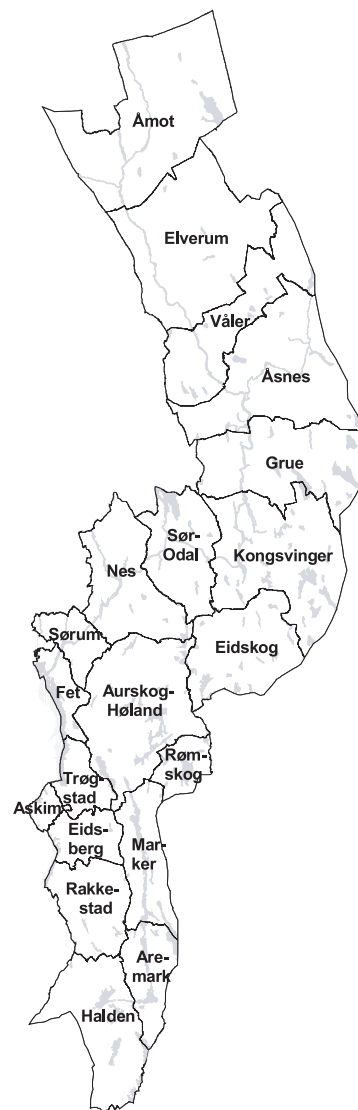 Åmot
Elverum
Våler
Åsnes
Grue
Sør-
Odal
Kongsvinger
Nes
Sørum
Eidskog
Fet
Aurskog-
Høland
Røm-
skog
Trøg-
stad
Askim
Eids-
berg
Mar-
ker
Rakke-
stad
Are-
mark
Halden